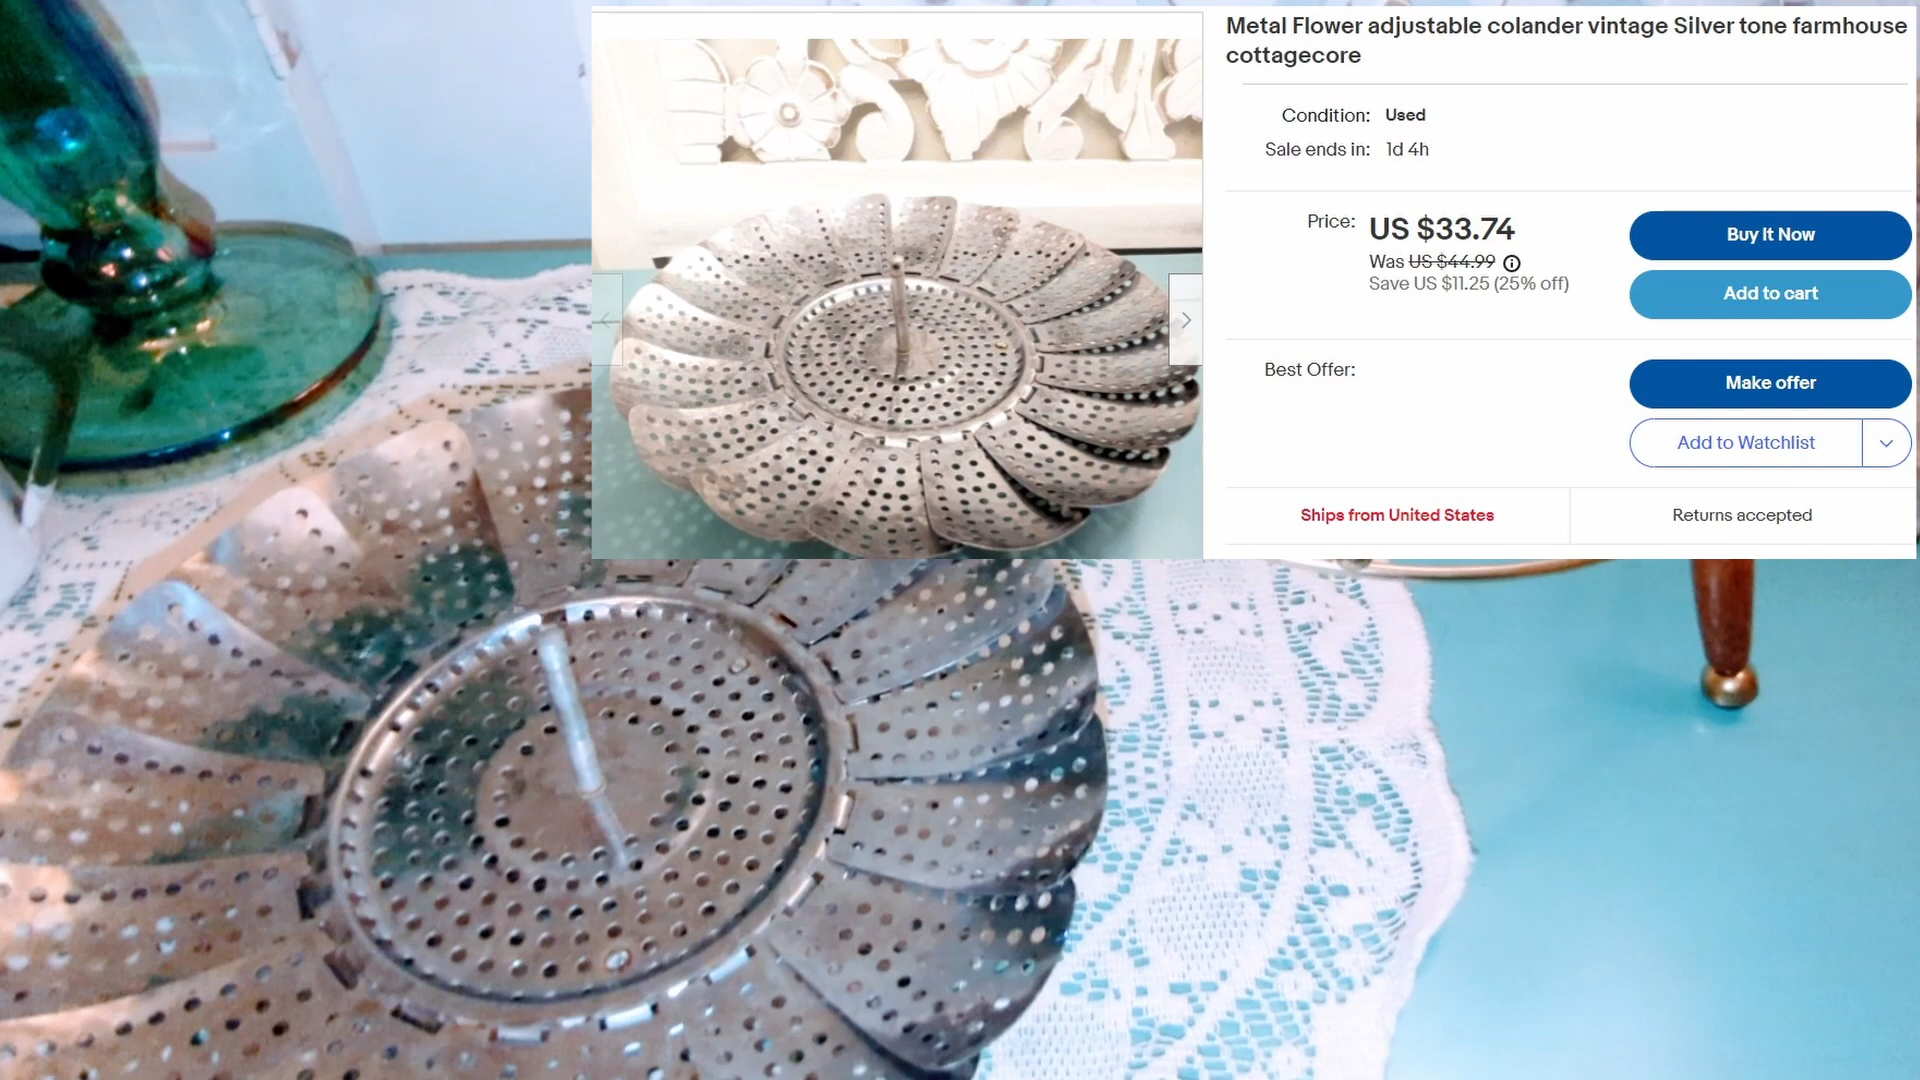 Metal Flower adjustable colander vintage Silver tone farmhouse
cottagecore
Condition: Used
Sale ends in: 1d 4h
Price: US $33.74
Was US $44.99
Save US $11.25 (25% off)
Buy It Now
Add to cart
Best Offer:
Make offer
Add to Watchlist
Ships from United States
Returns accepted